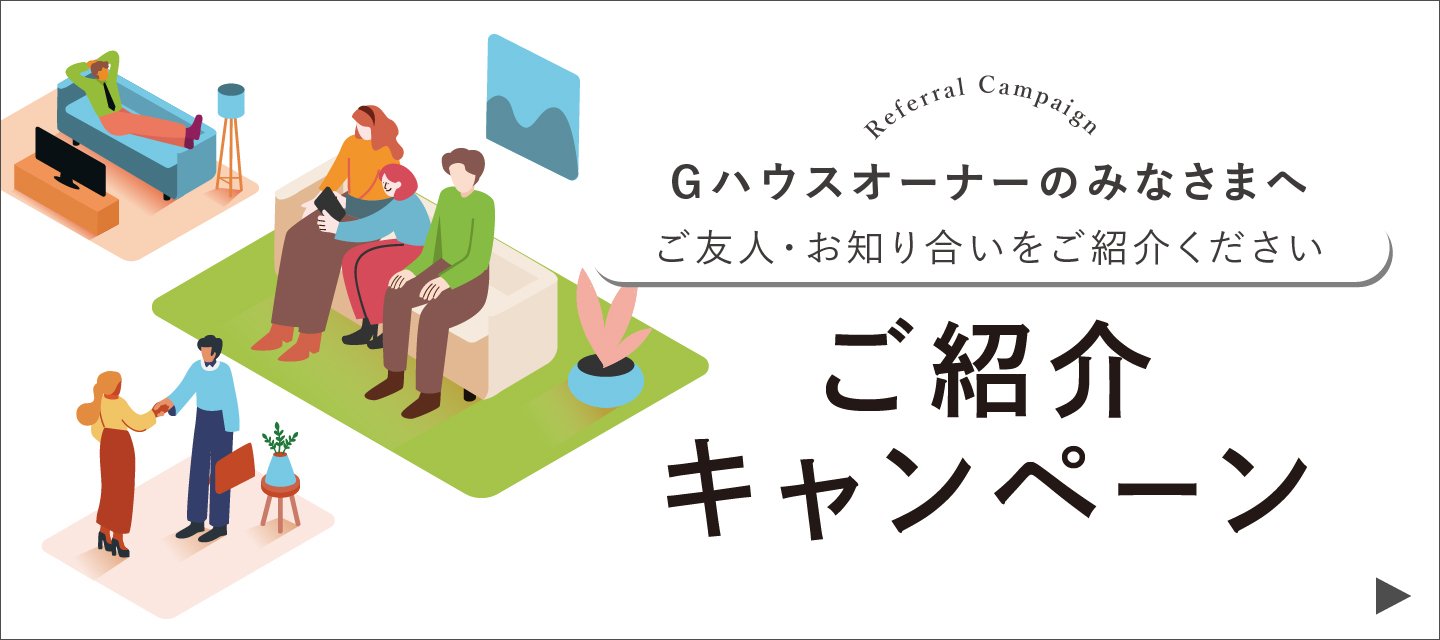 Referral Campaign
Gハウスオーナーのみなさまへ
ご友人・お知り合いをご紹介ください
ご紹介
キャンペーン